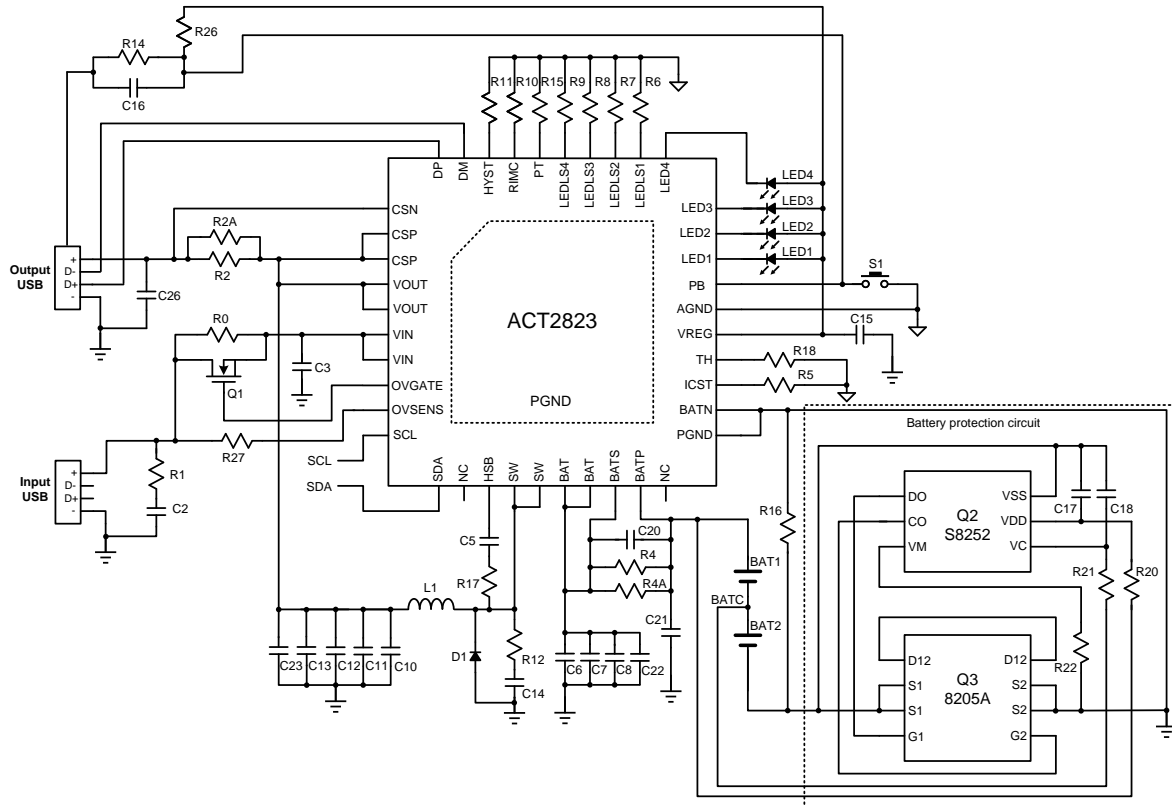 R26
R14
C16
R11
R10
R15
R9
R8
R7
R6
DP
DM
HYST
RIMC
PT
LEDLS4
LEDLS3
LEDLS2
LEDLS1
LED4
LED4
LED3
LED2
LED1
CSN
CSP
CSP
VOUT
VOUT
VIN
VIN
OVGATE
OVSENS
SCL
LED3
LED2
LED1
PB
AGND
VREG
TH
ICST
BATN
PGND
ACT2823
PGND
R2A
R2
Output
USB
+
D-
D+
-
C26
R0
Q1
C3
S1
C15
R18
R5
R27
R1
C2
Input
USB
+
D-
D+
-
SCL
SDA
SDA
NC
HSB
SW
SW
BAT
BAT
BATS
BATP
NC
C5
R17
L1
D1
R12
C14
C23
C13
C12
C11
C10
C20
R4
R4A
C21
C6
C7
C8
C22
BAT1
BATC
BAT2
R16
Battery protection circuit
DO
CO
VM
Q2
S8252
VSS
VDD
VC
C17
C18
R21
R20
R22
D12
S1
S1
G1
Q3
8205A
D12
S2
S2
G2